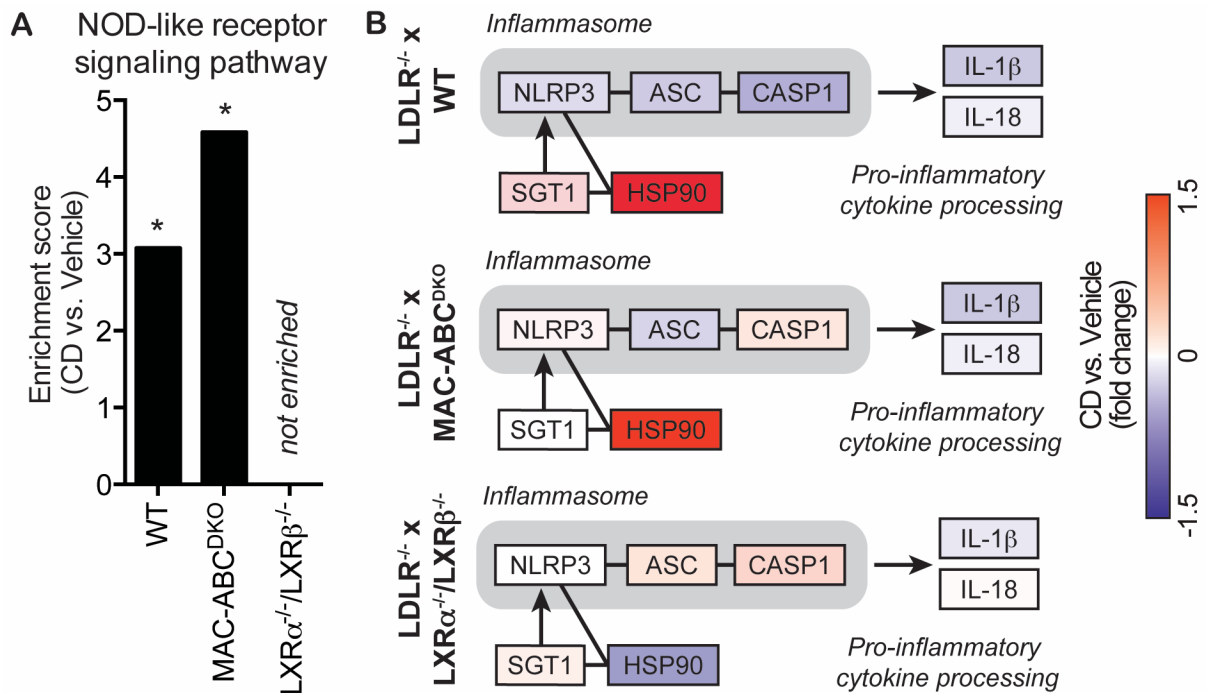 A
NOD-like receptor
signaling pathway
Enrichment score
(CD vs. Vehicle)
5
4
3
2
1
0
*
*
not enriched
WT
MAC-ABCᴰᴷᴼ
LXRα⁻/⁻/LXRβ⁻/⁻
B
LDLR⁻/⁻ x
WT
Inflammasome
NLRP3
ASC
CASP1
SGT1
HSP90
IL-1β
IL-18
Pro-inflammatory
cytokine processing
LDLR⁻/⁻ x
MAC-ABCᴰᴷᴼ
Inflammasome
NLRP3
ASC
CASP1
SGT1
HSP90
IL-1β
IL-18
Pro-inflammatory
cytokine processing
LDLR⁻/⁻ x
LXRα⁻/⁻/LXRβ⁻/⁻
Inflammasome
NLRP3
ASC
CASP1
SGT1
HSP90
IL-1β
IL-18
Pro-inflammatory
cytokine processing
CD vs. Vehicle
(fold change)
1.5
0
-1.5